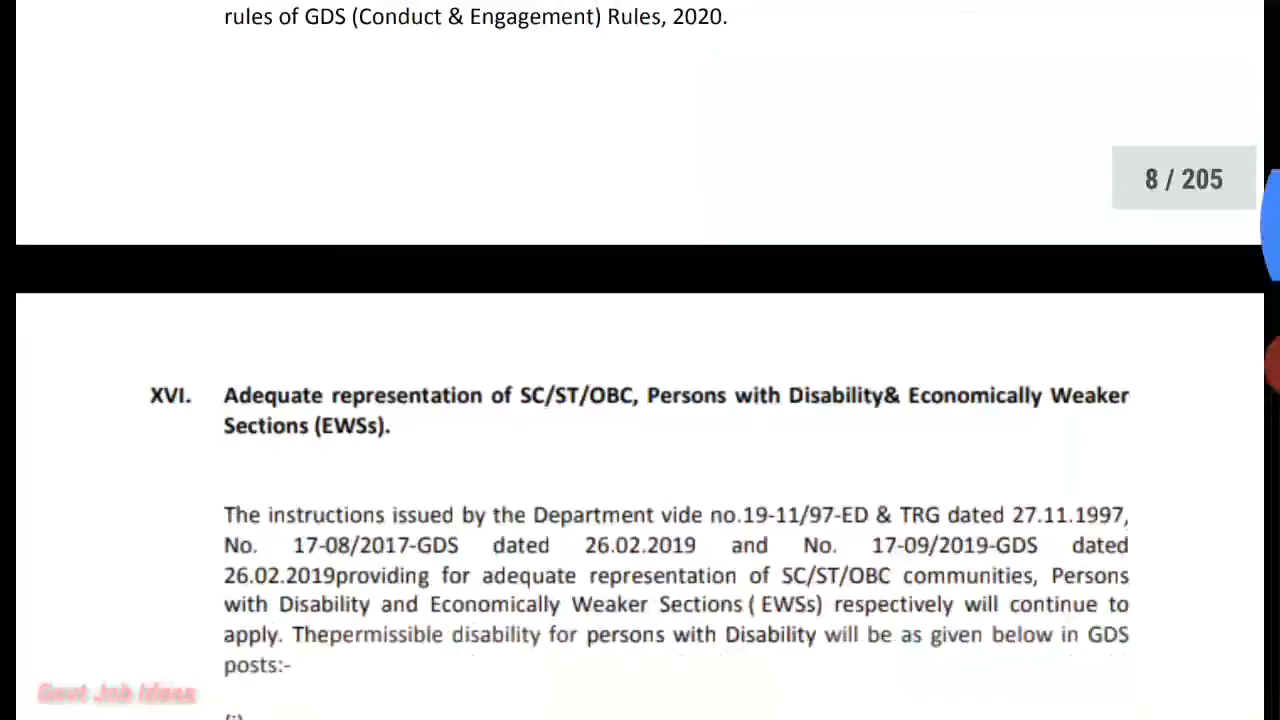 rules of GDS (Conduct & Engagement) Rules, 2020.
8 / 205
XVI. Adequate representation of SC/ST/OBC, Persons with Disability& Economically Weaker
Sections (EWSs).
The instructions issued by the Department vide no.19-11/97-ED & TRG dated 27.11.1997,
No. 17-08/2017-GDS dated 26.02.2019 and No. 17-09/2019-GDS dated
26.02.2019providing for adequate representation of SC/ST/OBC communities, Persons
with Disability and Economically Weaker Sections ( EWSs) respectively will continue to
apply. Thepermissible disability for persons with Disability will be as given below in GDS
posts:-
Govt Job Ideas